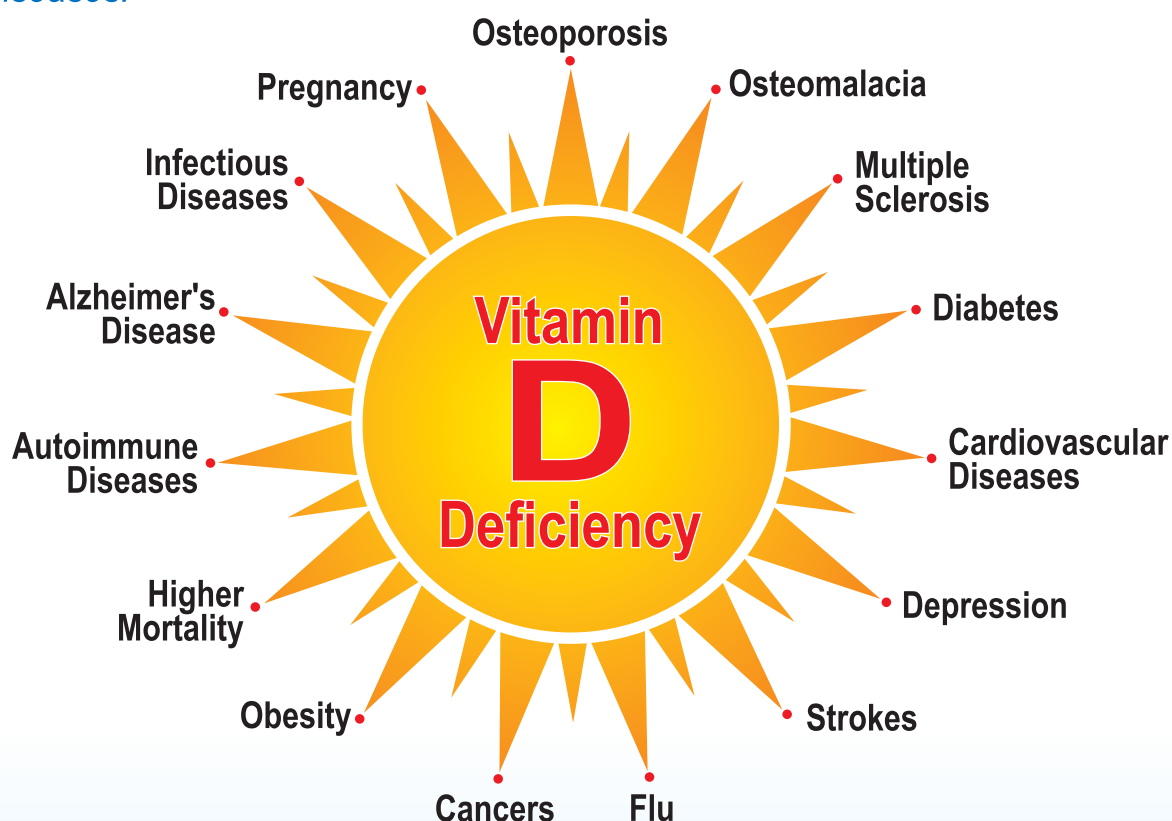 Osteoporosis
Osteomalacia
Multiple
Sclerosis
Diabetes
Cardiovascular
Diseases
Depression
Strokes
Flu
Cancers
Obesity
Higher
Mortality
Autoimmune
Diseases
Alzheimer's
Disease
Infectious
Diseases
Pregnancy
Vitamin
D
Deficiency